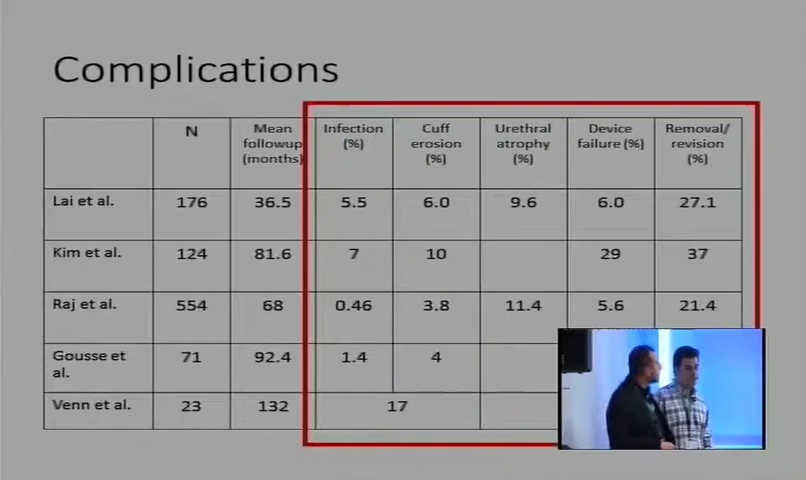 Complications
N Mean followup (months) Infection (%) Cuff erosion (%) Urethral atrophy (%) Device failure (%) Removal/ revision (%)
Lai et al. 176 36.5 5.5 6.0 9.6 6.0 27.1
Kim et al. 124 81.6 7 10 29 37
Raj et al. 554 68 0.46 3.8 11.4 5.6 21.4
Gousse et al. 71 92.4 1.4 4
Venn et al. 23 132 17